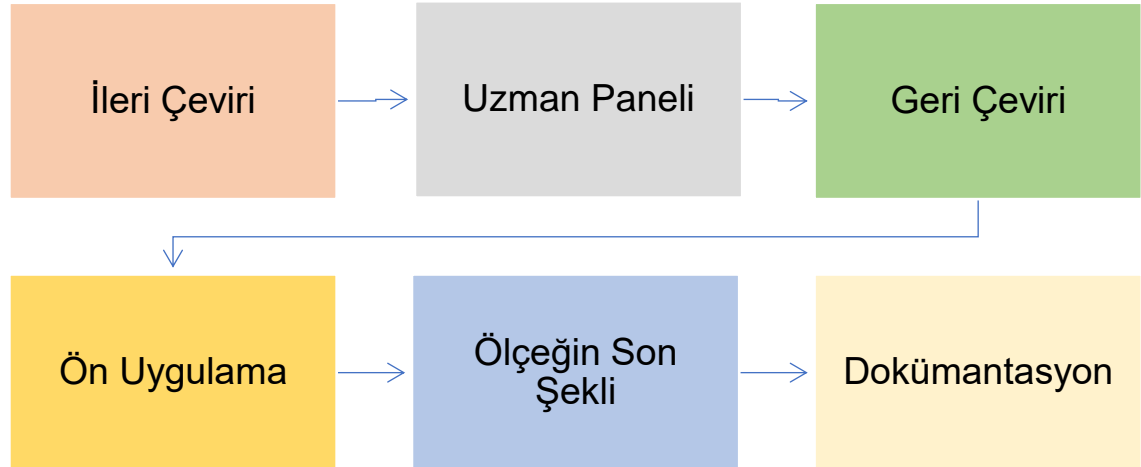 İleri Çeviri
Uzman Paneli
Geri Çeviri
Ön Uygulama
Ölçeğin Son
Şekli
Dokümantasyon